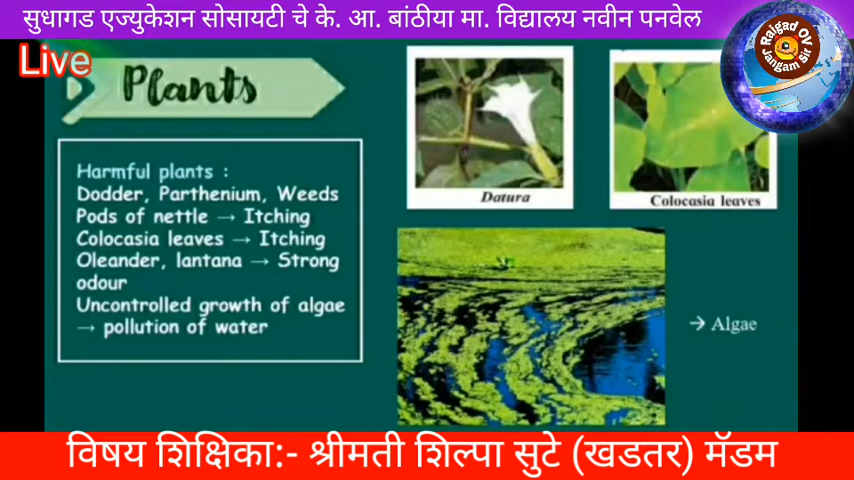 सुधागड एज्युकेशन सोसायटी चे के. आ. बांठीया मा. विद्यालय नवीन पनवेल
Live
Raigad OV
Jangam Sir
Plants
Harmful plants :
Dodder, Parthenium, Weeds
Pods of nettle → Itching
Colocasia leaves → Itching
Oleander, lantana → Strong
odour
Uncontrolled growth of algae
→ pollution of water
Datura
Colocasia leaves
→ Algae
विषय शिक्षिका:- श्रीमती शिल्पा सुटे (खडतर) मॅडम